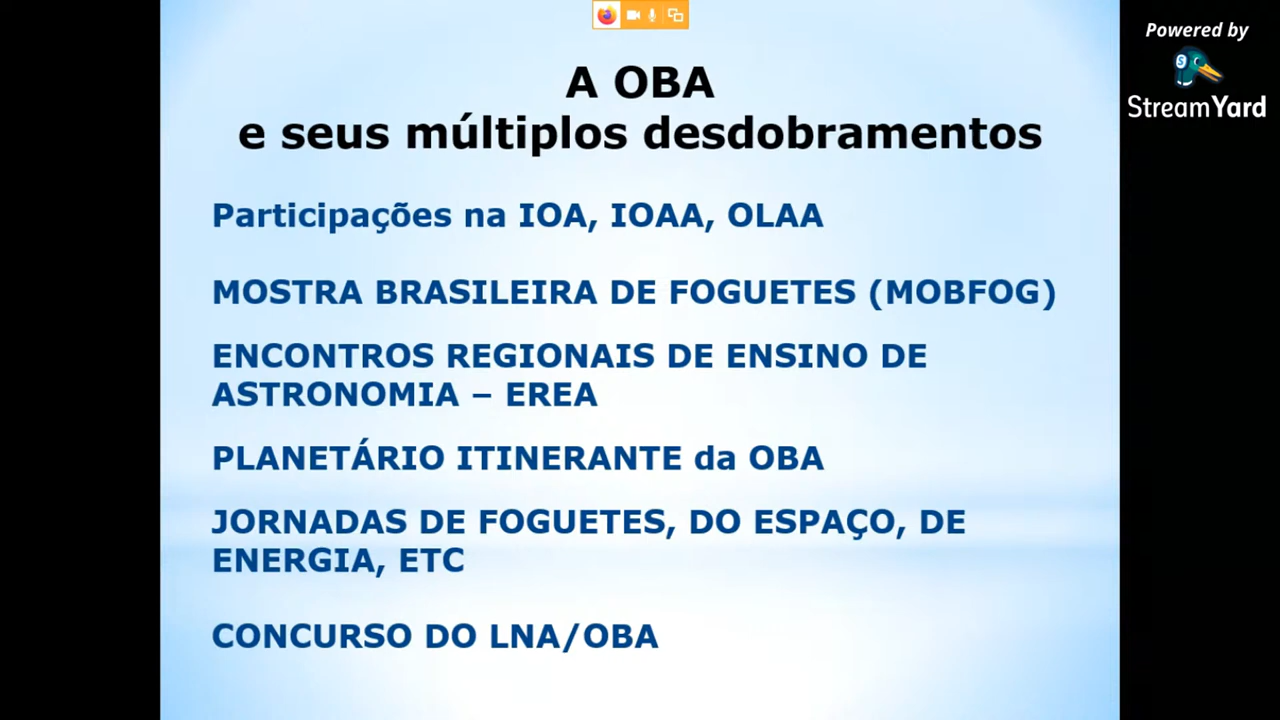 A OBA
e seus múltiplos desdobramentos
Participações na IOA, IOAA, OLAA
MOSTRA BRASILEIRA DE FOGUETES (MOBFOG)
ENCONTROS REGIONAIS DE ENSINO DE
ASTRONOMIA – EREA
PLANETÁRIO ITINERANTE da OBA
JORNADAS DE FOGUETES, DO ESPAÇO, DE
ENERGIA, ETC
CONCURSO DO LNA/OBA
Powered by
S
StreamYard